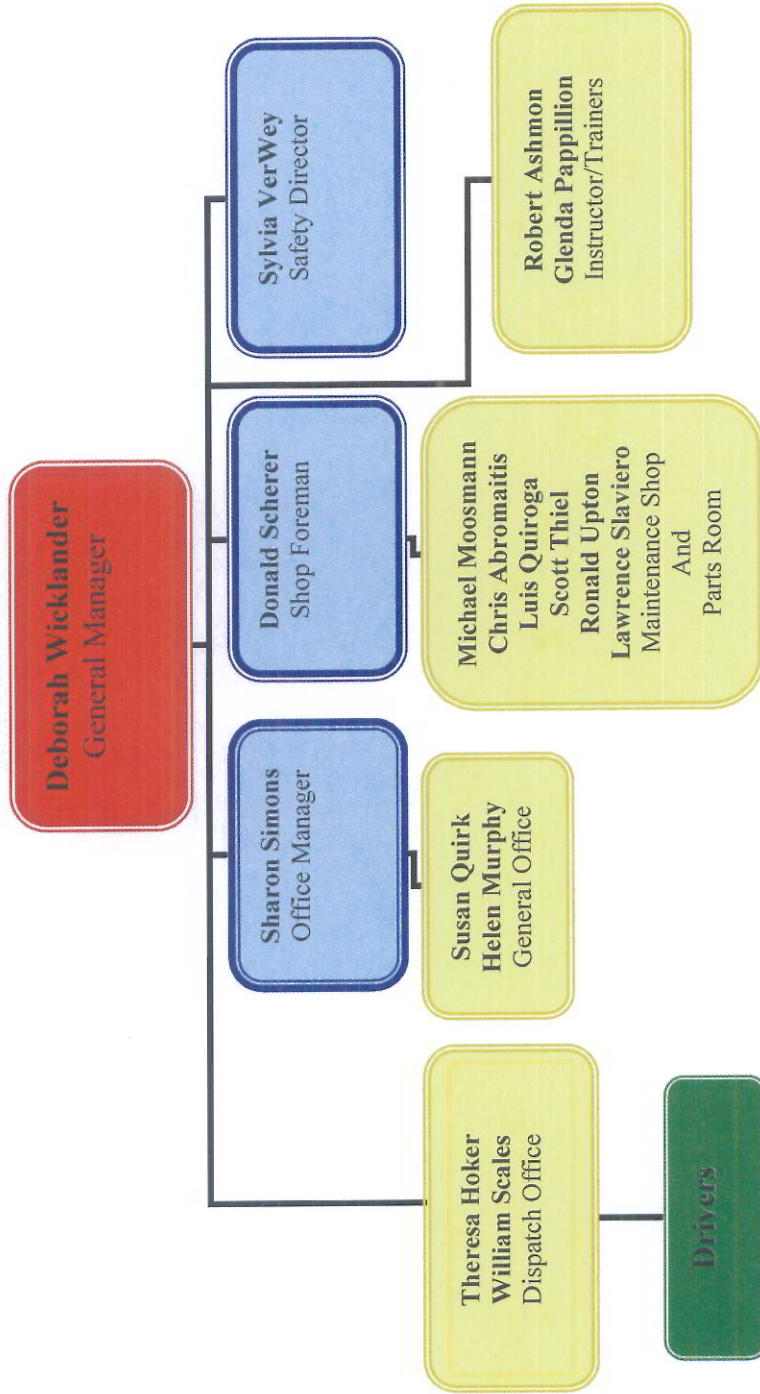 Deborah Wicklander
General Manager
Sharon Simons
Office Manager
Donald Scherer
Shop Foreman
Sylvia VerWey
Safety Director
Theresa Hoker
William Scales
Dispatch Office
Susan Quirk
Helen Murphy
General Office
Michael Moosmann
Chris Abromaitis
Luis Quiroga
Scott Thiel
Ronald Upton
Lawrence Slaviero
Maintenance Shop
And
Parts Room
Robert Ashmon
Glenda Pappillion
Instructor/Trainers
Drivers